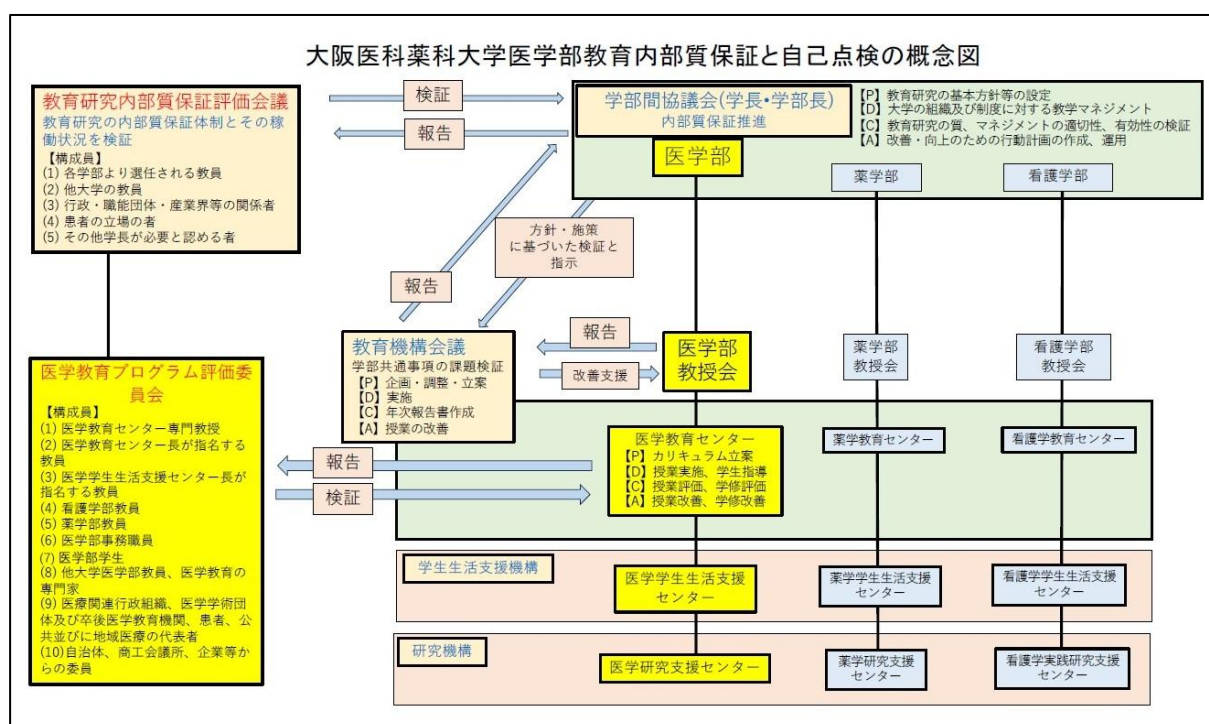 大阪医科薬科大学医学部教育内部質保証と自己点検の概念図
教育研究内部質保証評価会議
教育研究の内部質保証体制とその稼
働状況を検証
【構成員】
(1) 各学部より選任される教員
(2) 他大学の教員
(3) 行政・職能団体・産業界等の関係者
(4) 患者の立場の者
(5) その他学長が必要と認める者
検証
報告
学部間協議会(学長・学部長)
内部質保証推進
【P】教育研究の基本方針等の設定
【D】大学の組織及び制度に対する教学マネジメント
【C】教育研究の質、マネジメントの適切性、有効性の検証
【A】改善・向上のための行動計画の作成、運用
医学部
薬学部
看護学部
方針・施策
に基づいた検証と
指示
報告
教育機構会議
学部共通事項の課題検証
【P】企画・調整・立案
【D】実施
【C】年次報告書作成
【A】授業の改善
報告
改善支援
医学部
教授会
薬学部
教授会
看護学部
教授会
医学教育プログラム評価委
員会
【構成員】
(1) 医学教育センター専門教授
(2) 医学教育センター長が指名する
教員
(3) 医学学生生活支援センター長が
指名する教員
(4) 看護学部教員
(5) 薬学部教員
(6) 医学部事務職員
(7) 医学部学生
(8) 他大学医学部教員、医学教育の
専門家
(9) 医療関連行政組織、医学学術団
体及び卒後医学教育機関、患者、公
共並びに地域医療の代表者
(10)自治体、商工会議所、企業等か
らの委員
報告
検証
医学教育センター
【P】カリキュラム立案
【D】授業実施、学生指導
【C】授業評価、学修評価
【A】授業改善、学修改善
薬学教育センター
看護学教育センター
学生生活支援機構
医学学生生活支援
センター
薬学学生生活支援
センター
看護学学生生活支援
センター
研究機構
医学研究支援センター
薬学研究支援
センター
看護学実践研究支援
センター